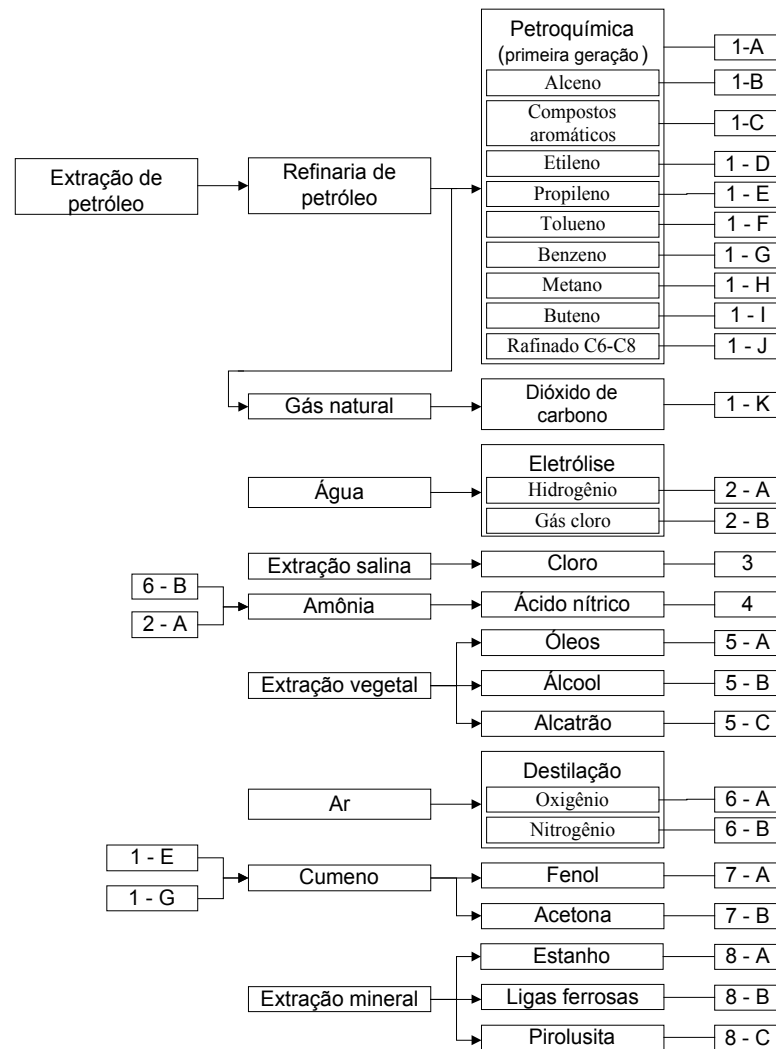 Petroquímica
(primeira geração)
1-A
Alceno
1-B
Compostos
aromáticos
1-C
Extração de
petróleo
Refinaria de
petróleo
Etileno
1 - D
Propileno
1 - E
Tolueno
1 - F
Benzeno
1 - G
Metano
1 - H
Buteno
1 - I
Rafinado C6-C8
1 - J
Gás natural
Dióxido de
carbono
1 - K
Água
Eletrólise
Hidrogênio
2 - A
Gás cloro
2 - B
Extração salina
Cloro
3
6 - B
2 - A
Amônia
Ácido nítrico
4
Extração vegetal
Óleos
5 - A
Álcool
5 - B
Alcatrão
5 - C
Ar
Destilação
Oxigênio
6 - A
Nitrogênio
6 - B
1 - E
1 - G
Cumeno
Fenol
7 - A
Acetona
7 - B
Extração mineral
Estanho
8 - A
Ligas ferrosas
8 - B
Pirolusita
8 - C